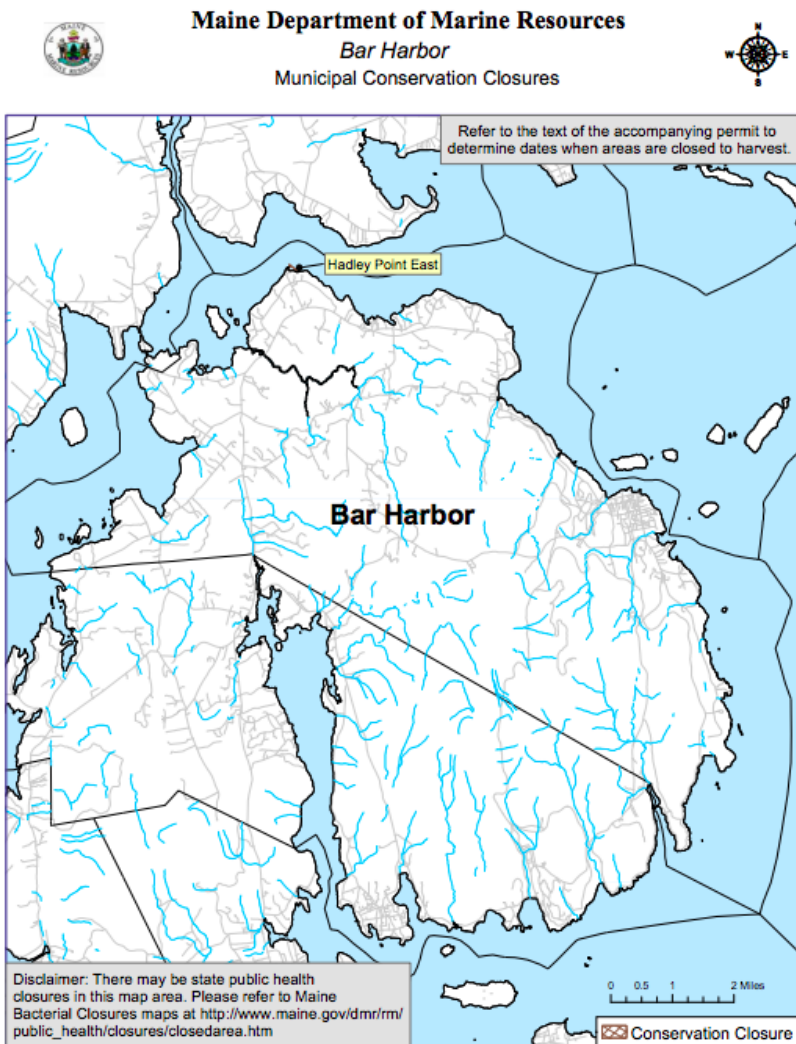 Maine Department of Marine Resources
Bar Harbor
Municipal Conservation Closures
MAINE
MARINE RESOURCES
N
W E
S
Refer to the text of the accompanying permit to
determine dates when areas are closed to harvest.
Hadley Point East
Bar Harbor
Disclaimer: There may be state public health
closures in this map area. Please refer to Maine
Bacterial Closures maps at http://www.maine.gov/dmr/rm/
public_health/closures/closedarea.htm
0 0.5 1 2 Miles
Conservation Closure